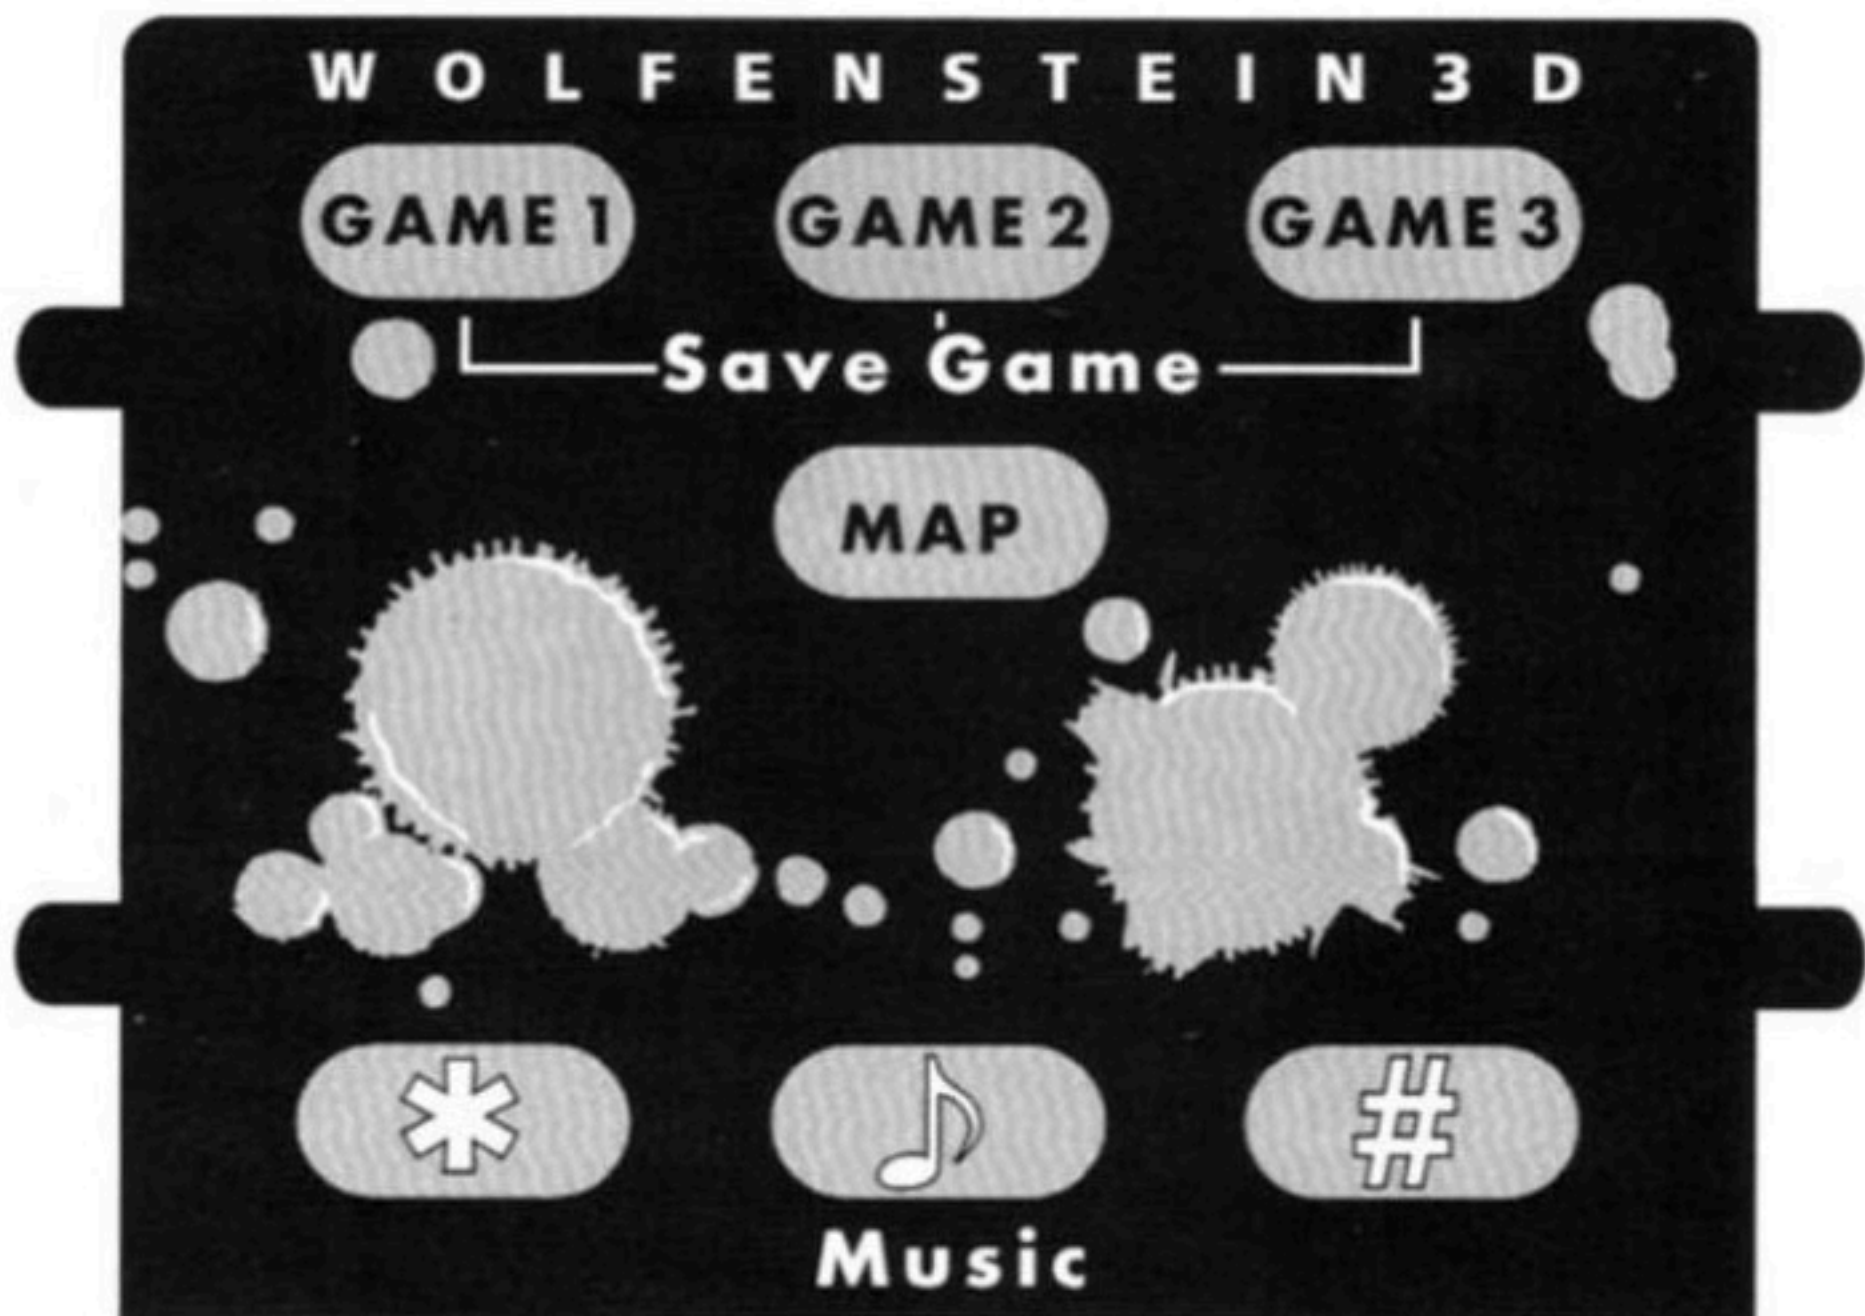 WOLFENSTEIN 3D
GAME 1 GAME 2 GAME 3
Save Game
MAP
* ♪ #
Music